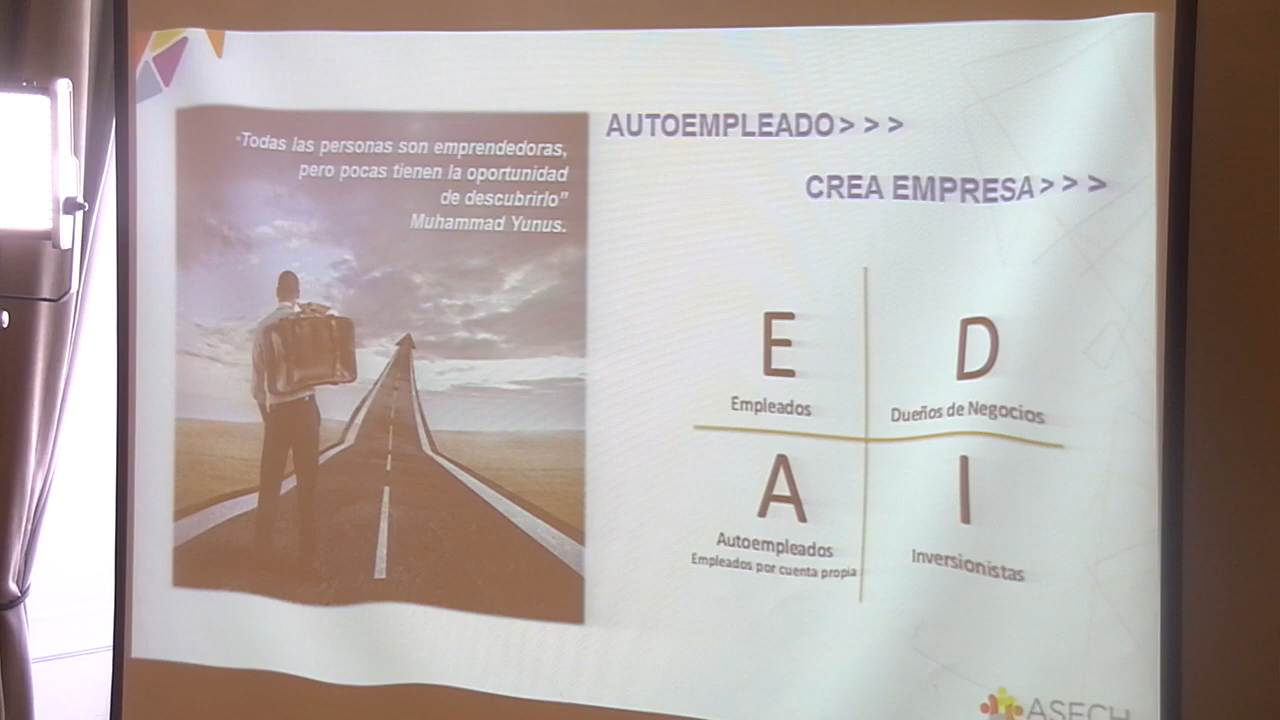 "Todas las personas son emprendedoras,
pero pocas tienen la oportunidad
de descubrirlo"
Muhammad Yunus.
AUTOEMPLEADO > > >
CREA EMPRESA > > >
E
Empleados
D
Dueños de Negocios
A
Autoempleados
Empleados por cuenta propia
I
Inversionistas
ASECH